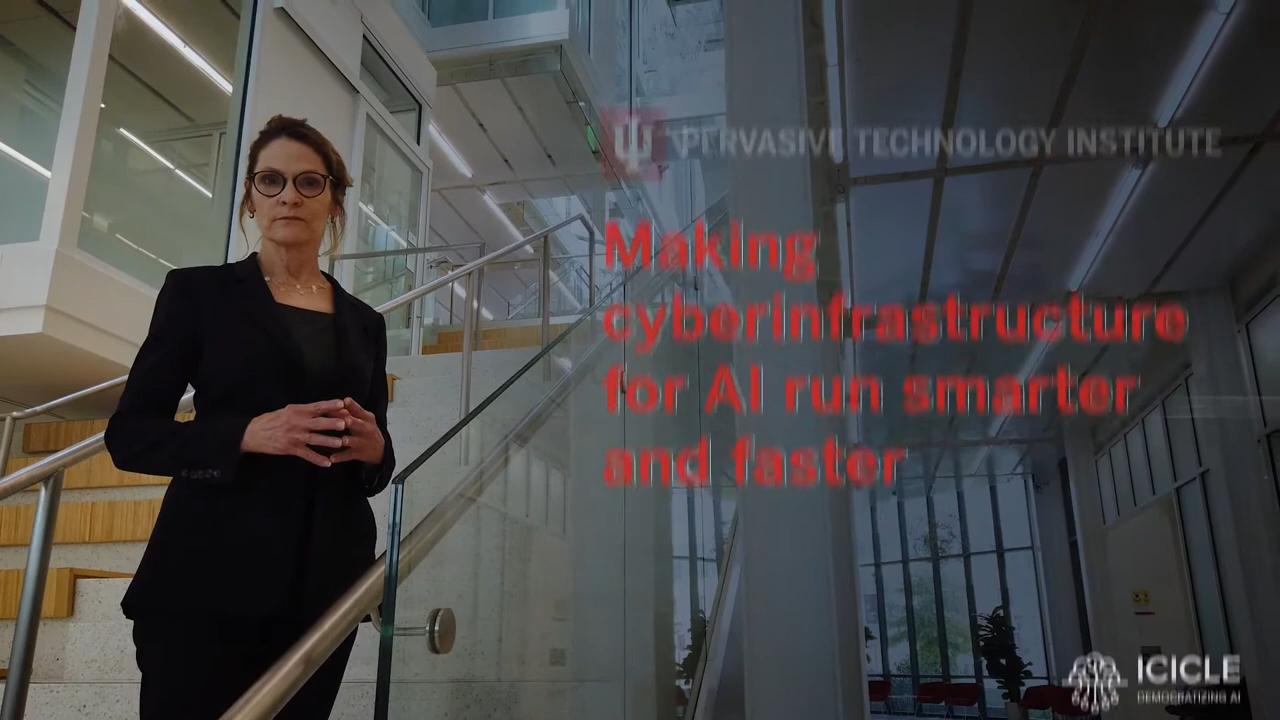 PERVASIVE TECHNOLOGY INSTITUTE
Making
cyberinfrastructure
for AI run smarter
and faster
ICICLE
DEMOCRATIZING AI